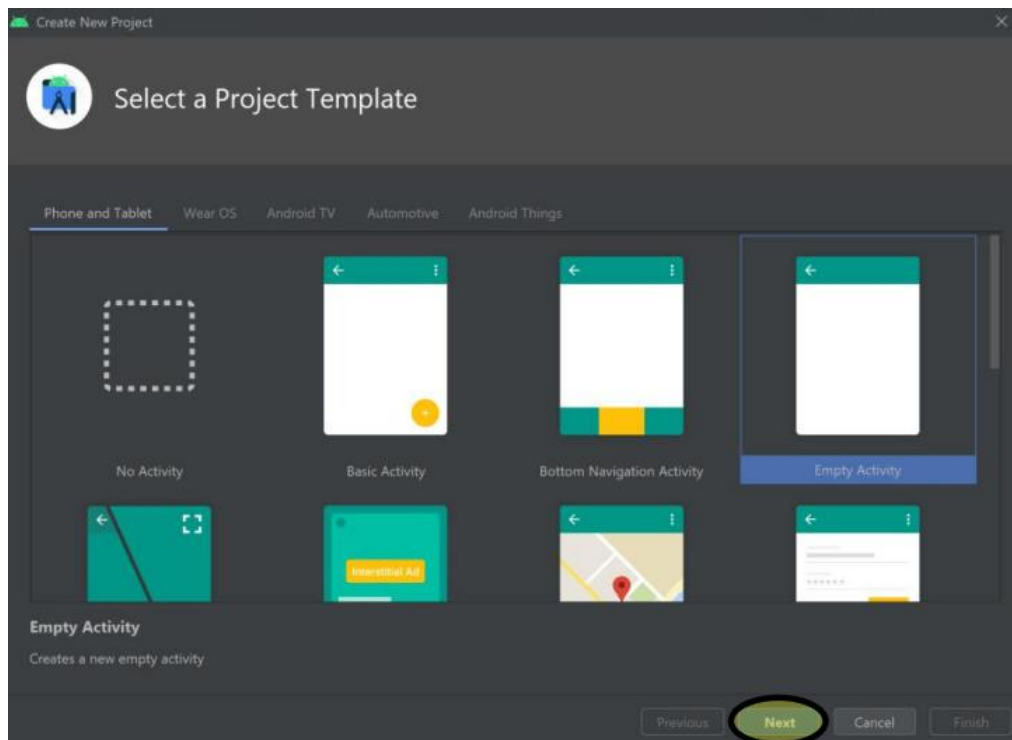 Create New Project
Select a Project Template
Phone and Tablet Wear OS Android TV Automotive Android Things
No Activity Basic Activity Bottom Navigation Activity Empty Activity
Interstitial Ad
Empty Activity
Creates a new empty activity
Previous Next Cancel Finish